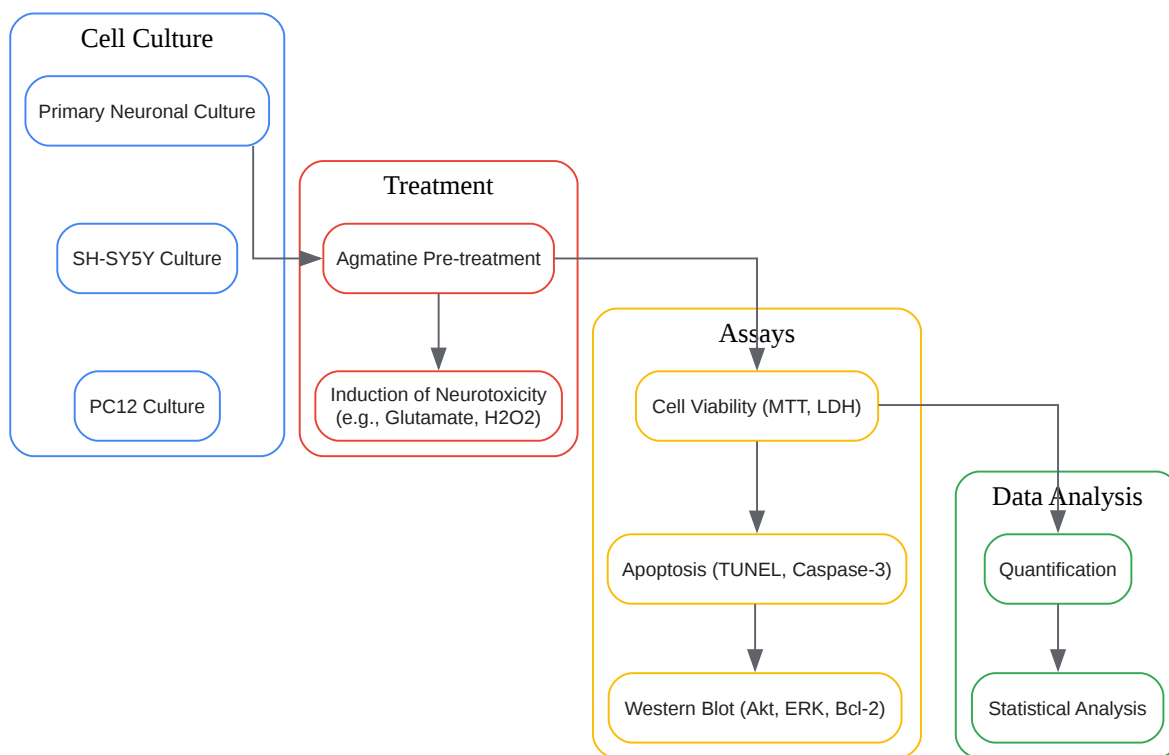 Cell Culture
Primary Neuronal Culture
SH-SY5Y Culture
PC12 Culture
Treatment
Agmatine Pre-treatment
Induction of Neurotoxicity
(e.g., Glutamate, H2O2)
Assays
Cell Viability (MTT, LDH)
Apoptosis (TUNEL, Caspase-3)
Western Blot (Akt, ERK, Bcl-2)
Data Analysis
Quantification
Statistical Analysis